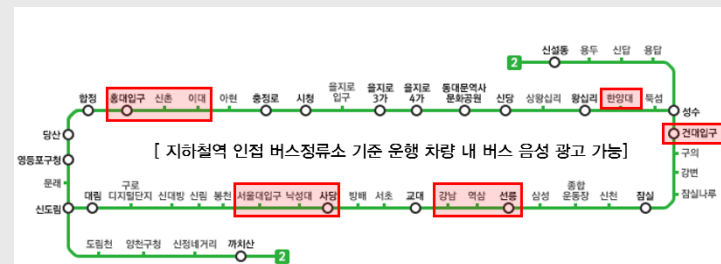 2 신설동 용두 신답 용답
합정 홍대입구 신촌 이대 아현 충정로 시청 을지로입구 을지로3가 을지로4가 동대문역사문화공원 신당 상왕십리 왕십리 한양대 뚝섬
성수
당산
건대입구
[ 지하철역 인접 버스정류소 기준 운행 차량 내 버스 음성 광고 가능]
영등포구청
구의
강변
문래
잠실나루
신도림 대림 구로디지털단지 신대방 신림 봉천 서울대입구 낙성대 사당 방배 서초 교대 강남 역삼 선릉 삼성 종합운동장 신천 잠실
도림천 양천구청 신정네거리 까치산 2